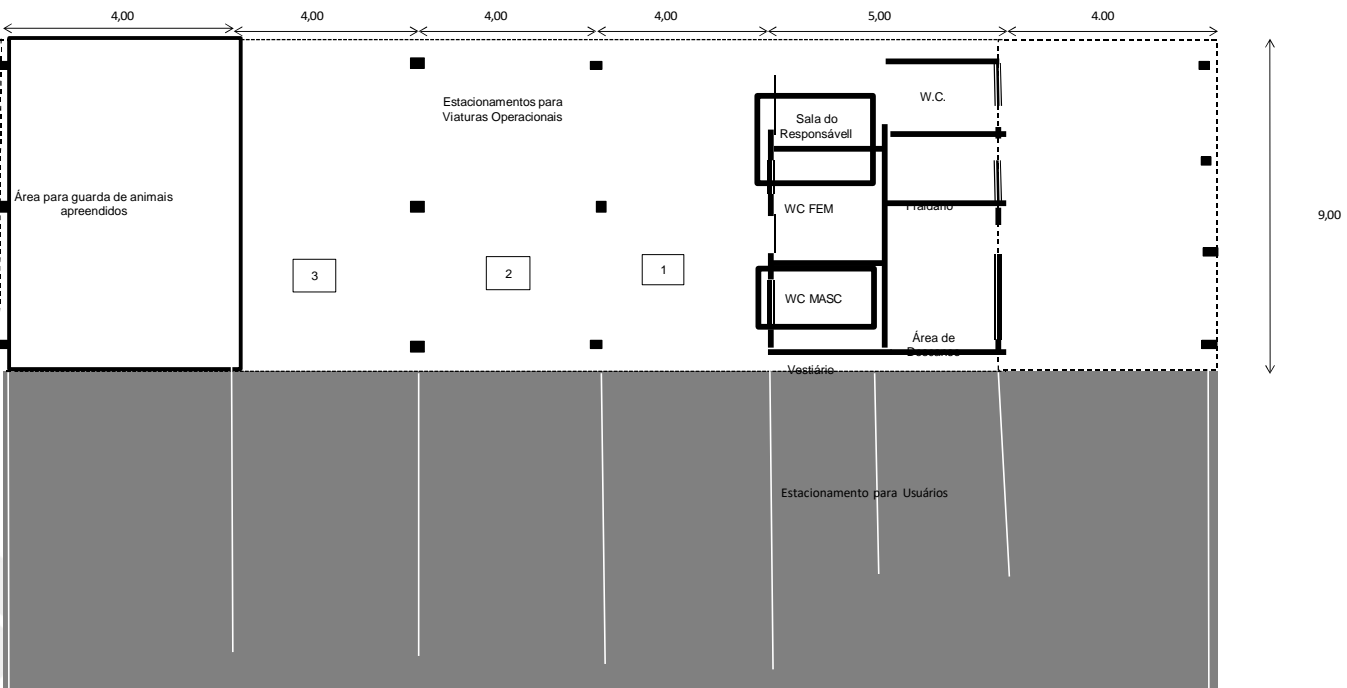 4,00
4,00
4,00
4,00
5,00
4.00
Estacionamentos para
Viaturas Operacionais
W.C.
Sala do
Responsávell
Área para guarda de animais
apreendidos
WC FEM
Fraldário
9,00
3
2
1
WC MASC
Área de
Descanso
Vestiário
Estacionamento para Usuários